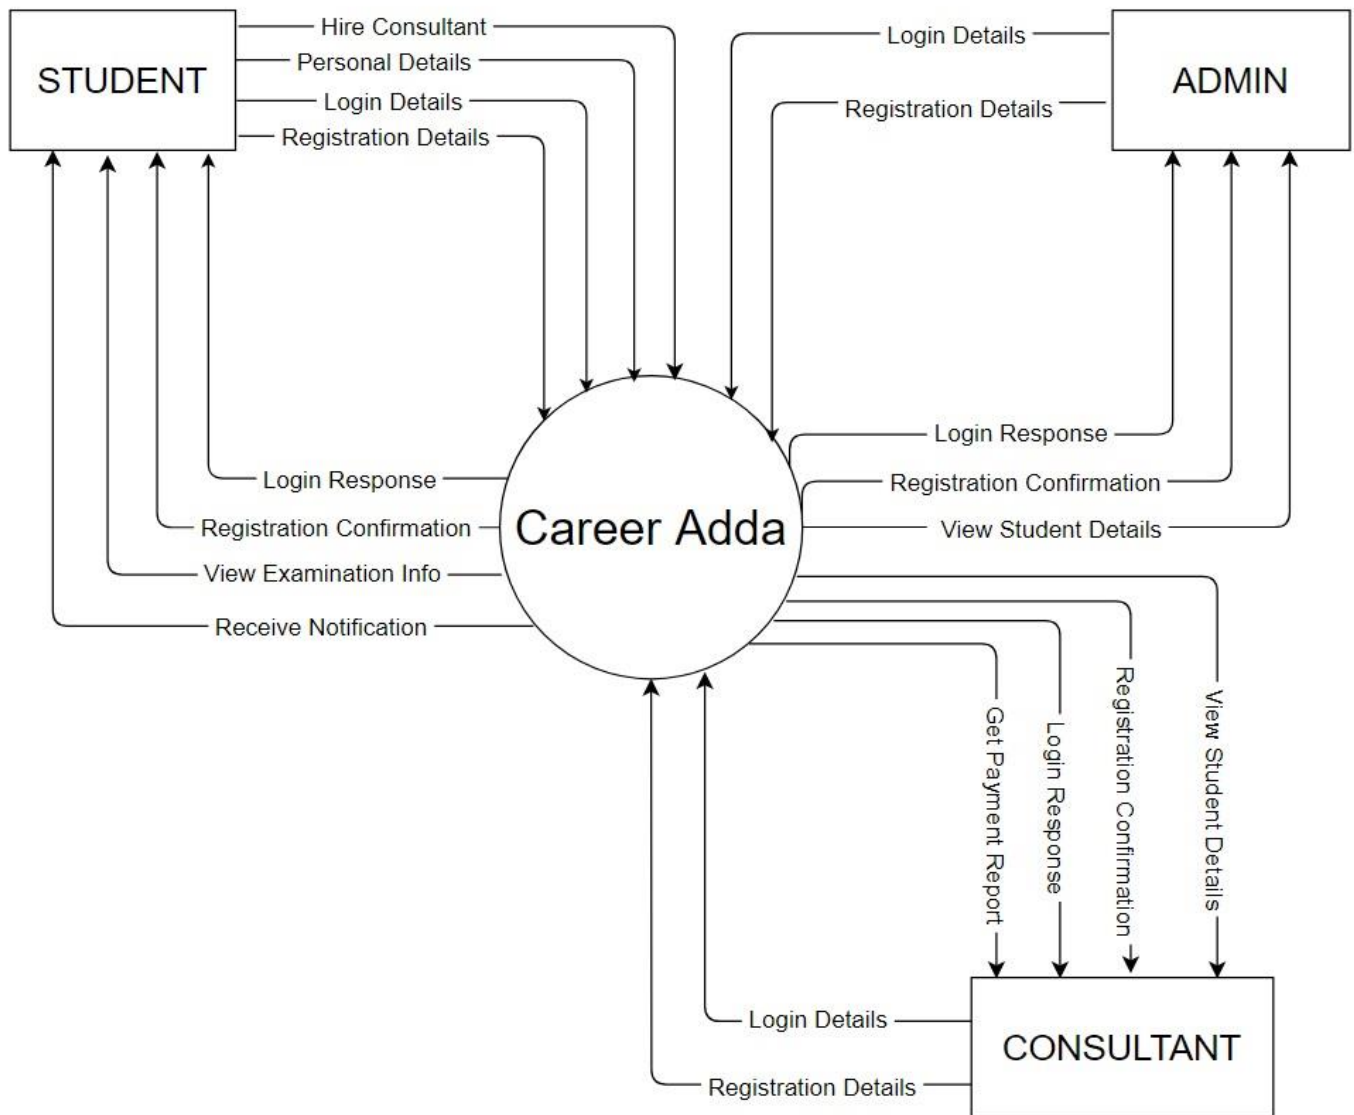 STUDENT
Hire Consultant
Personal Details
Login Details
Registration Details
Login Details
Registration Details
ADMIN
Login Response
Registration Confirmation
View Examination Info
Receive Notification
Career Adda
Login Response
Registration Confirmation
View Student Details
Get Payment Report
Login Response
Registration Confirmation
View Student Details
Login Details
Registration Details
CONSULTANT